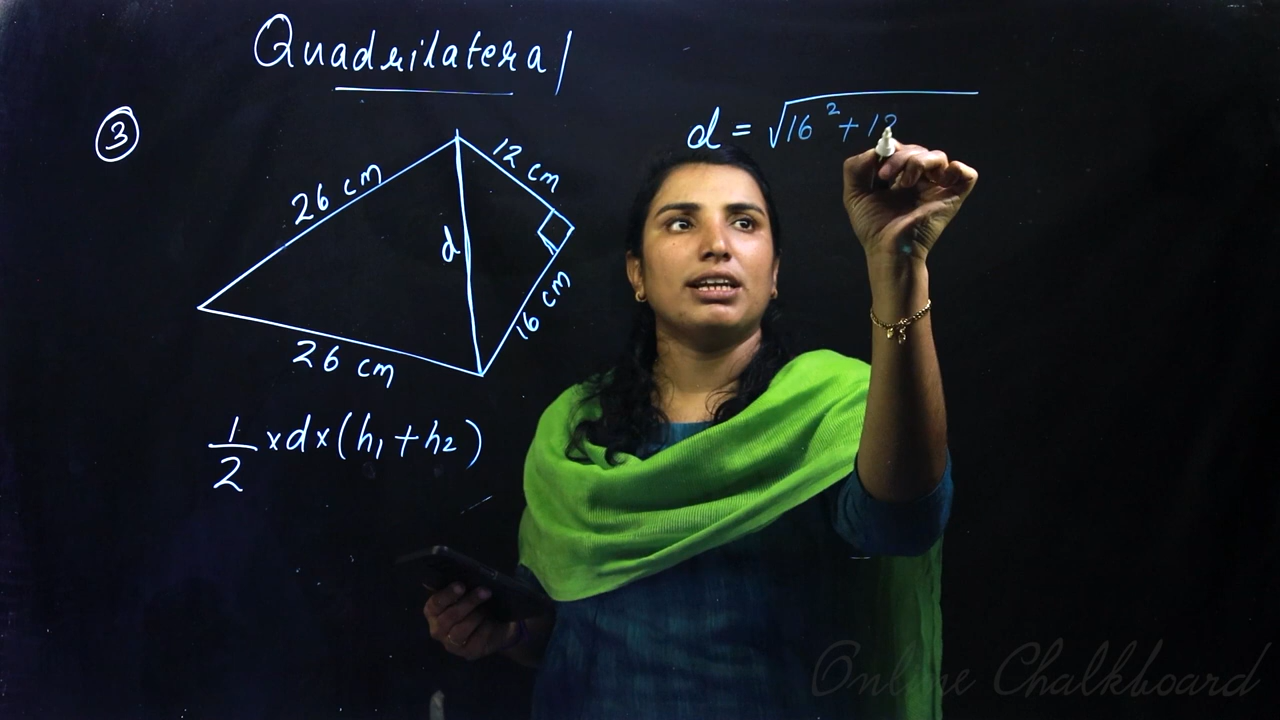 Quadrilateral
3
d = √16² + 12
26 cm
12 cm
d
16 cm
26 cm
1/2 × d × (h₁ + h₂)
Online Chalkboard